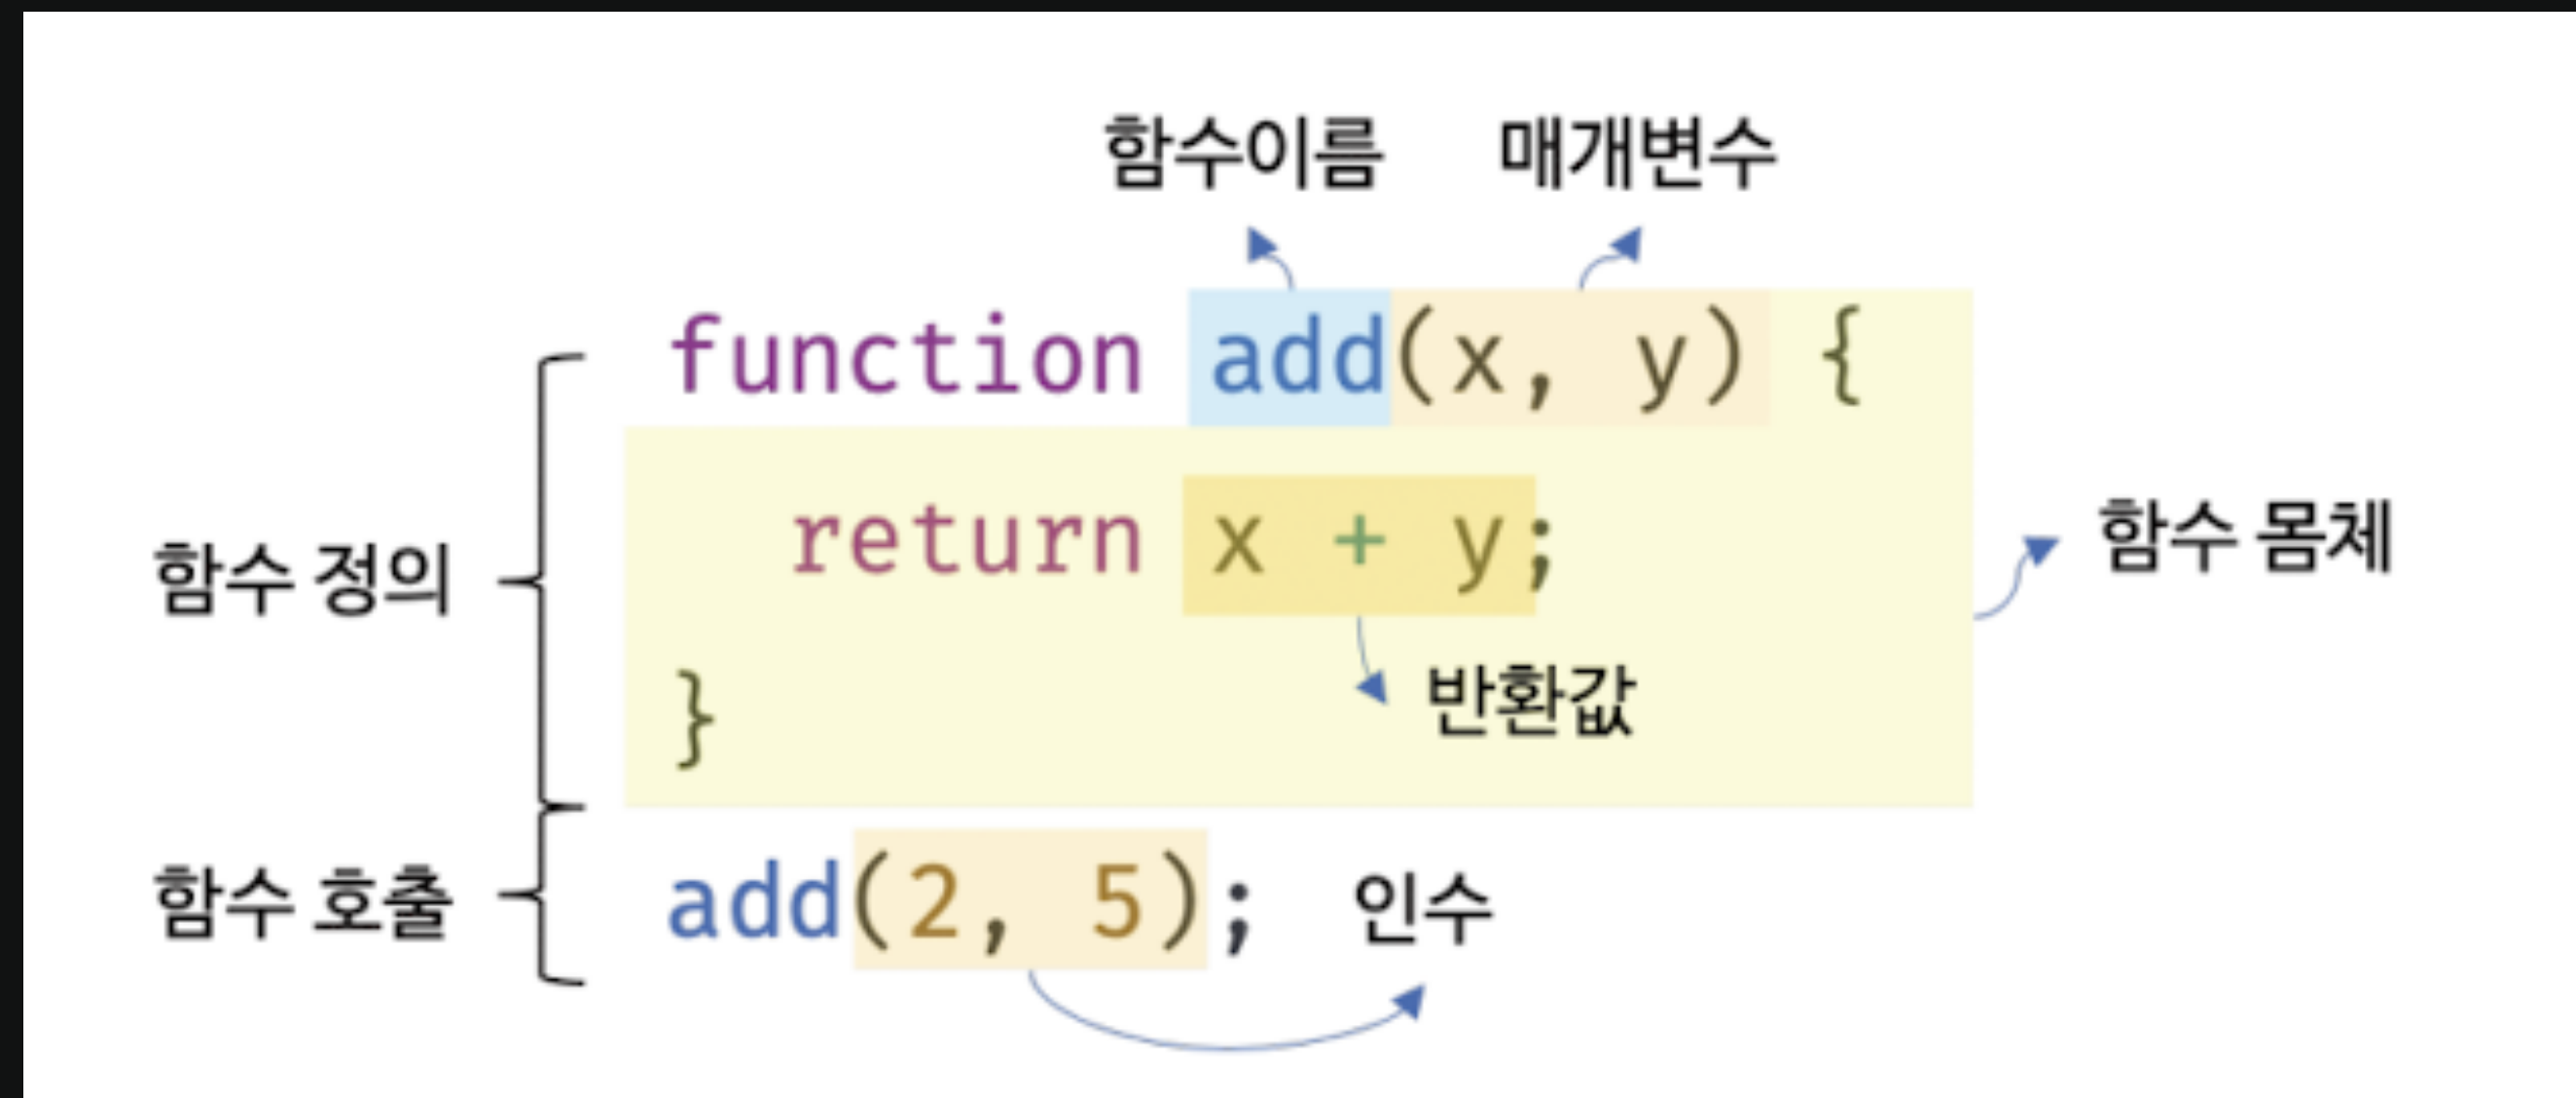 함수이름 매개변수
function add(x, y) {
return x + y;
함수 몸체
함수 정의
반환값
}
함수 호출
add(2, 5);
인수